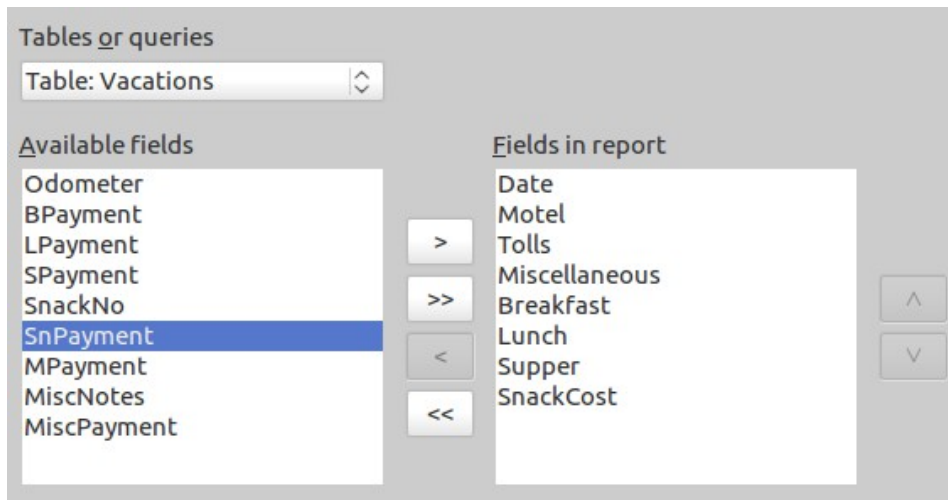 Tables or queries
Table: Vacations
Available fields
Odometer
BPayment
LPayment
SPayment
SnackNo
SnPayment
MPayment
MiscNotes
MiscPayment
>
>>
<
<<
Fields in report
Date
Motel
Tolls
Miscellaneous
Breakfast
Lunch
Supper
SnackCost